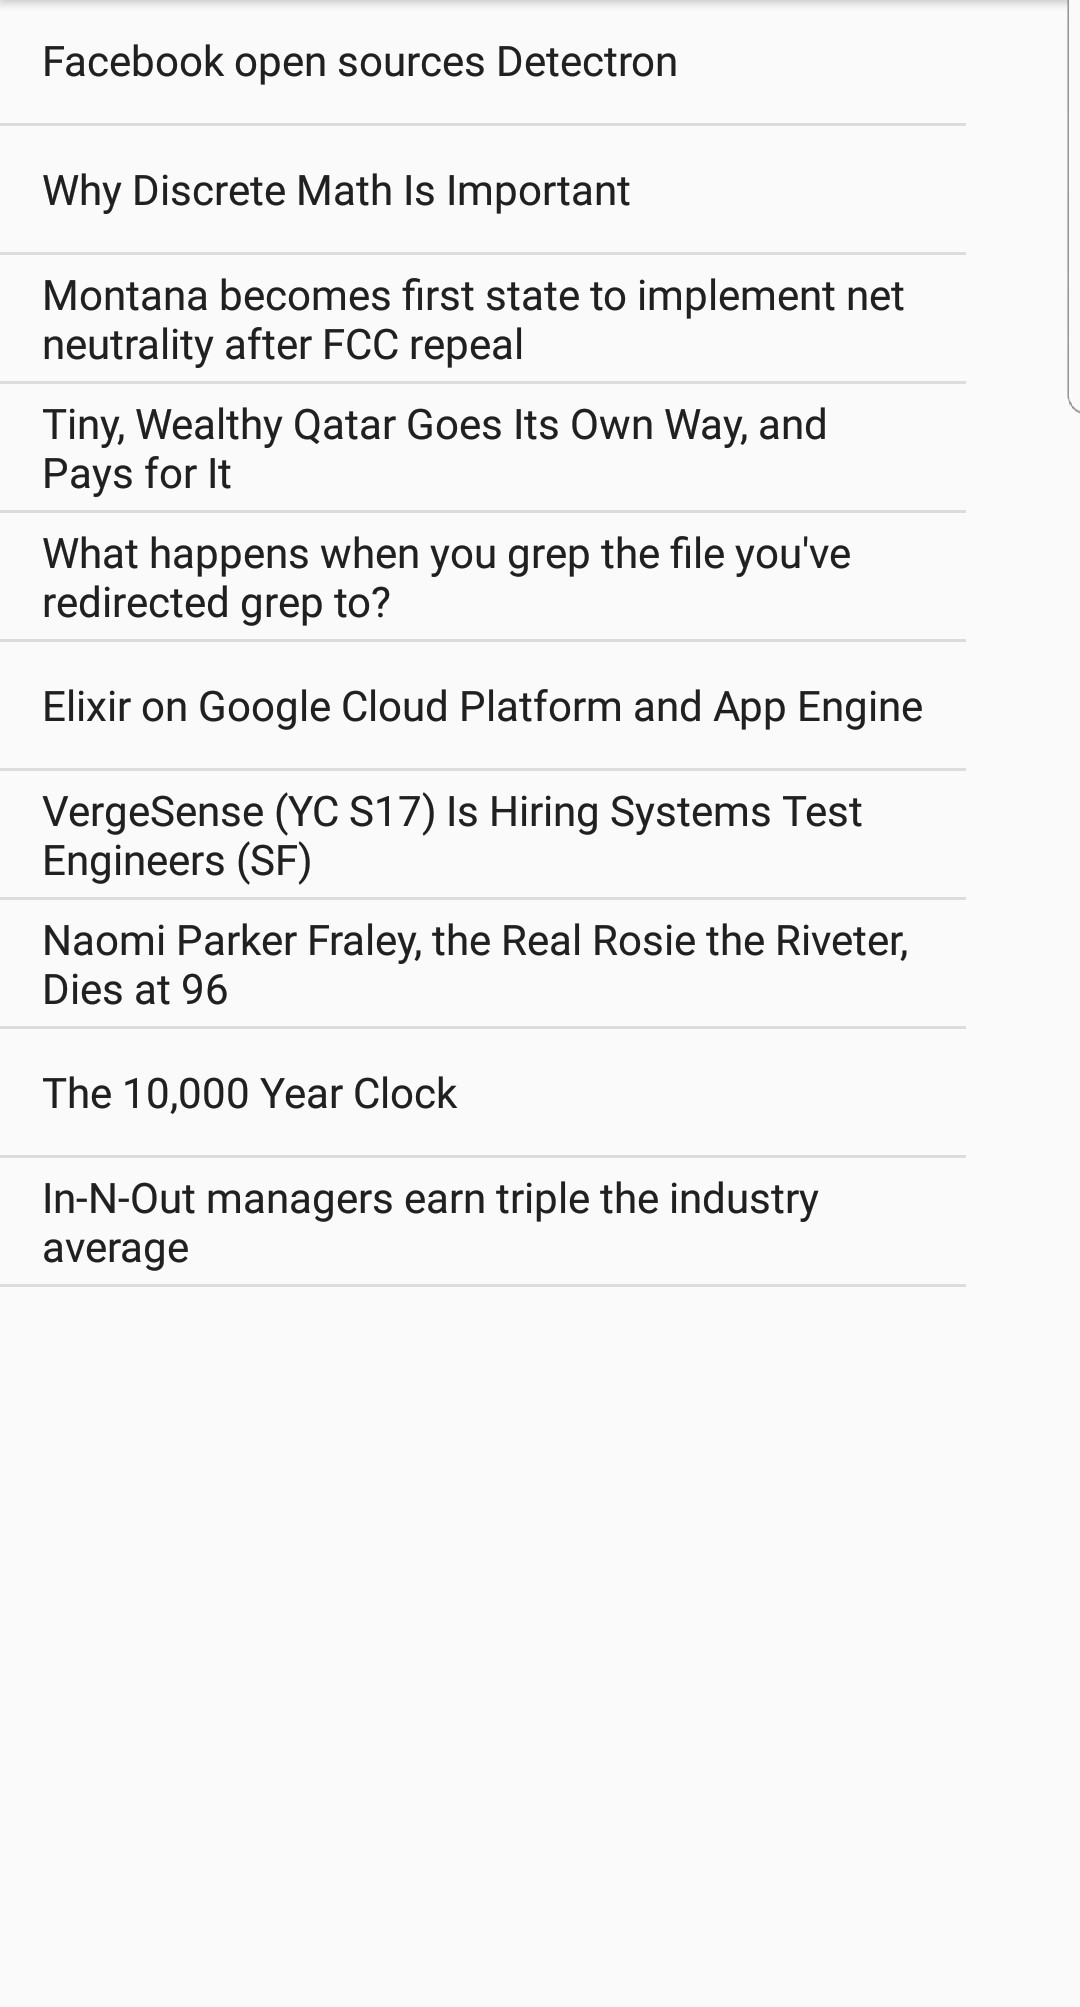 Facebook open sources Detectron
Why Discrete Math Is Important
Montana becomes first state to implement net
neutrality after FCC repeal
Tiny, Wealthy Qatar Goes Its Own Way, and
Pays for It
What happens when you grep the file you've
redirected grep to?
Elixir on Google Cloud Platform and App Engine
VergeSense (YC S17) Is Hiring Systems Test
Engineers (SF)
Naomi Parker Fraley, the Real Rosie the Riveter,
Dies at 96
The 10,000 Year Clock
In-N-Out managers earn triple the industry
average